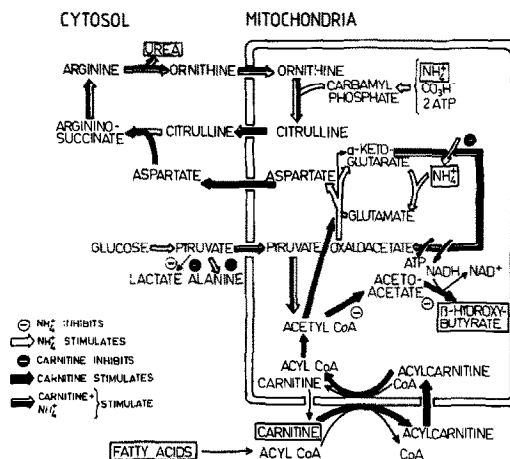 CYTOSOL
MITOCHONDRIA
UREA
ARGININE
ORNITHINE
ORNITHINE
CARBAMYL
PHOSPHATE
NH₄⁺
CO₃H⁻
2 ATP
ARGININO-
SUCCINATE
CITRULLINE
CITRULLINE
ASPARTATE
ASPARTATE
α-KETO-
GLUTARATE
NH₄⁺
GLUTAMATE
GLUCOSE
PIRUVATE
PIRUVATE
OXALOACETATE
ATP
NADH
NAD⁺
LACTATE
ALANINE
ACETO-
ACETATE
ACETYL CoA
β-HYDROXY-
BUTYRATE
⊖ NH₄⁺ INHIBITS
NH₄⁺ STIMULATES
⊖ CARNITINE INHIBITS
CARNITINE STIMULATES
CARNITINE+
NH₄⁺
} STIMULATE
ACYL CoA
CARNITINE
ACYLCARNITINE
CoA
CARNITINE
ACYLCARNITINE
FATTY ACIDS
ACYL CoA
CoA